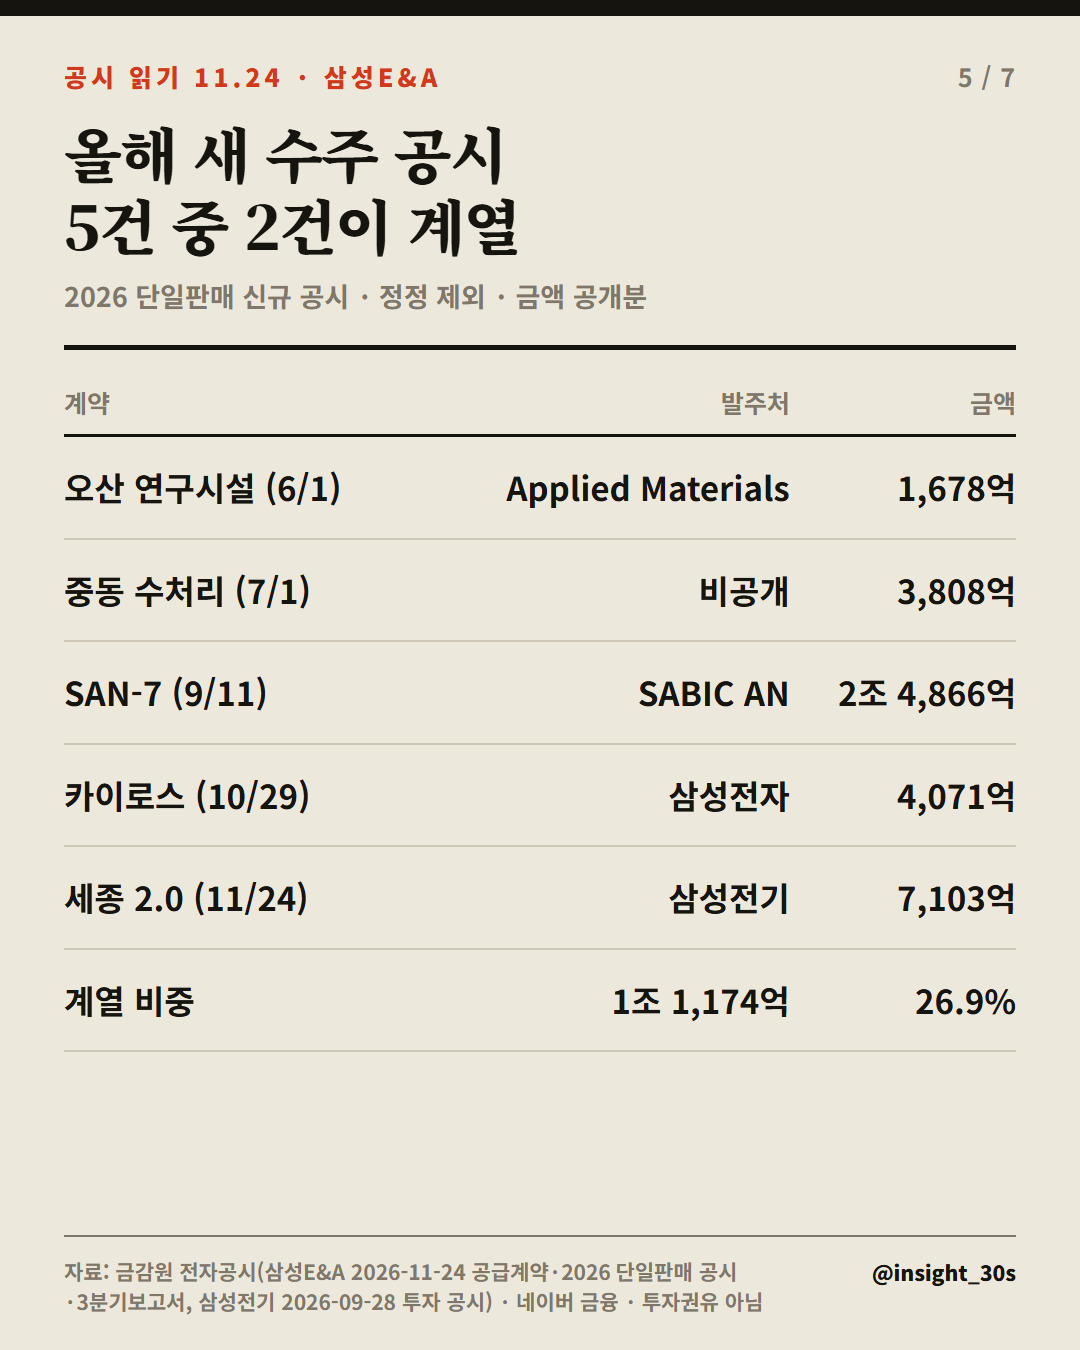 공시 읽기 11.24 · 삼성E&A
5 / 7
올해 새 수주 공시
5건 중 2건이 계열
2026 단일판매 신규 공시 · 정정 제외 · 금액 공개분
계약 발주처 금액
오산 연구시설 (6/1) Applied Materials 1,678억
중동 수처리 (7/1) 비공개 3,808억
SAN-7 (9/11) SABIC AN 2조 4,866억
카이로스 (10/29) 삼성전자 4,071억
세종 2.0 (11/24) 삼성전기 7,103억
계열 비중 1조 1,174억 26.9%
자료: 금감원 전자공시(삼성E&A 2026-11-24 공급계약·2026 단일판매 공시
·3분기보고서, 삼성전기 2026-09-28 투자 공시) · 네이버 금융 · 투자권유 아님
@insight_30s